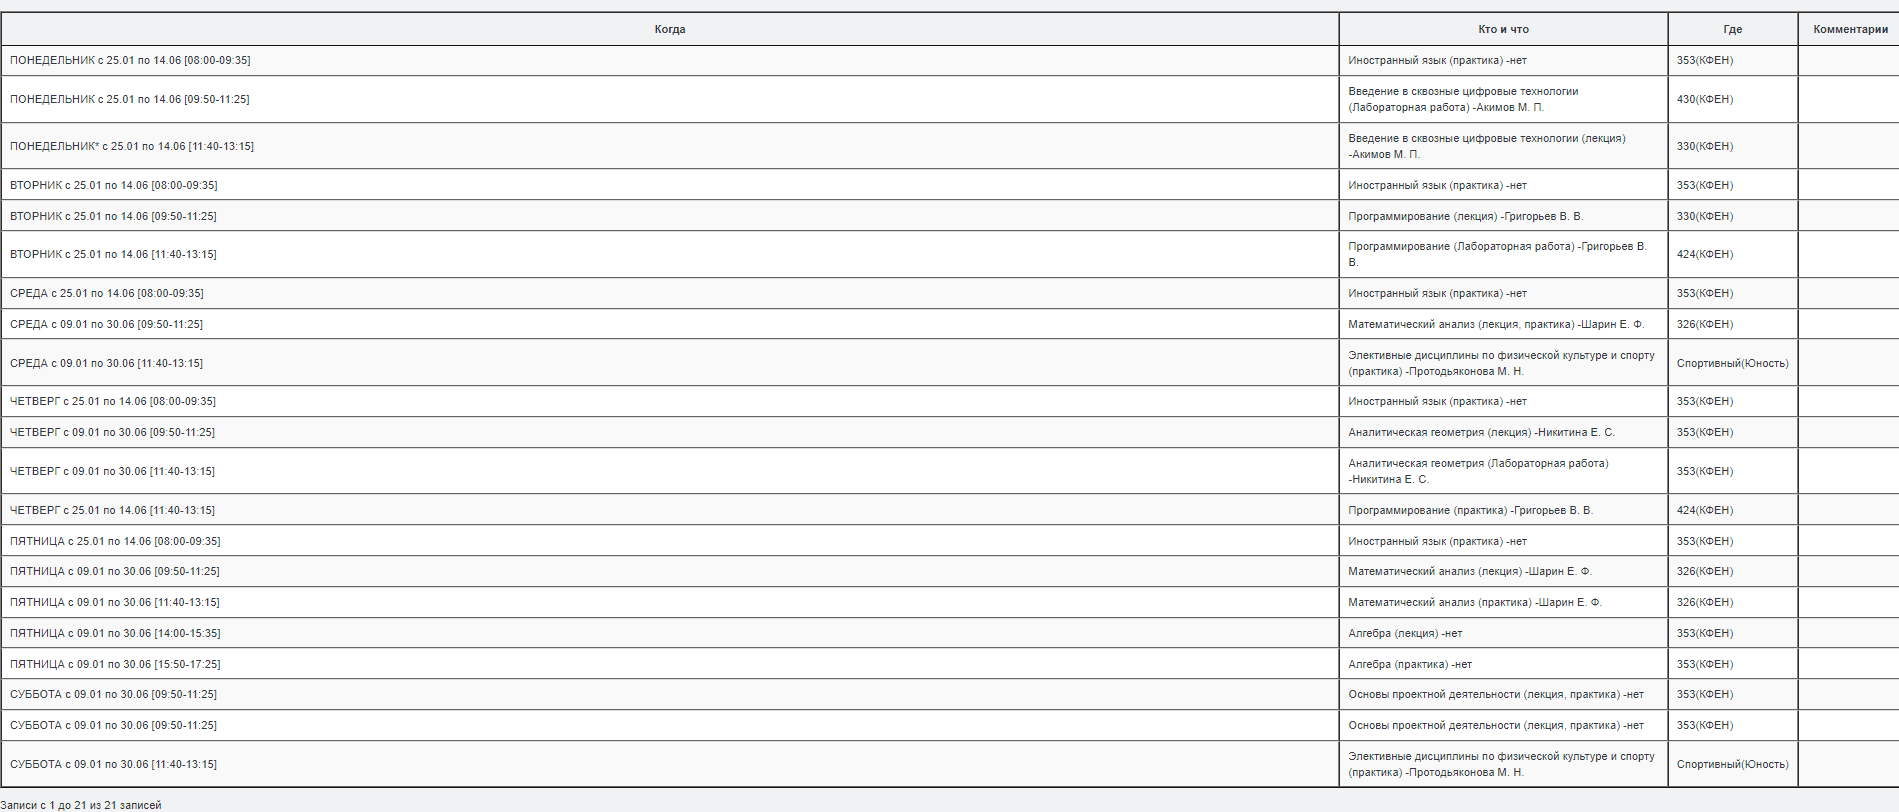 Когда Кто и что Где Комментарии
ПОНЕДЕЛЬНИК с 25.01 по 14.06 [08:00-09:35] Иностранный язык (практика) -нет 353(КФЕН)
ПОНЕДЕЛЬНИК с 25.01 по 14.06 [09:50-11:25] Введение в сквозные цифровые технологии
(Лабораторная работа) -Акимов М. П. 430(КФЕН)
ПОНЕДЕЛЬНИК* с 25.01 по 14.06 [11:40-13:15] Введение в сквозные цифровые технологии (лекция)
-Акимов М. П. 330(КФЕН)
ВТОРНИК с 25.01 по 14.06 [08:00-09:35] Иностранный язык (практика) -нет 353(КФЕН)
ВТОРНИК с 25.01 по 14.06 [09:50-11:25] Программирование (лекция) -Григорьев В. В. 330(КФЕН)
ВТОРНИК с 25.01 по 14.06 [11:40-13:15] Программирование (Лабораторная работа) -Григорьев В.
В. 424(КФЕН)
СРЕДА с 25.01 по 14.06 [08:00-09:35] Иностранный язык (практика) -нет 353(КФЕН)
СРЕДА с 09.01 по 30.06 [09:50-11:25] Математический анализ (лекция, практика) -Шарин Е. Ф. 326(КФЕН)
СРЕДА с 09.01 по 30.06 [11:40-13:15] Элективные дисциплины по физической культуре и спорту
(практика) -Протодьяконова М. Н. Спортивный(Юность)
ЧЕТВЕРГ с 25.01 по 14.06 [08:00-09:35] Иностранный язык (практика) -нет 353(КФЕН)
ЧЕТВЕРГ с 09.01 по 30.06 [09:50-11:25] Аналитическая геометрия (лекция) -Никитина Е. С. 353(КФЕН)
ЧЕТВЕРГ с 09.01 по 30.06 [11:40-13:15] Аналитическая геометрия (Лабораторная работа)
-Никитина Е. С. 353(КФЕН)
ЧЕТВЕРГ с 25.01 по 14.06 [11:40-13:15] Программирование (практика) -Григорьев В. В. 424(КФЕН)
ПЯТНИЦА с 25.01 по 14.06 [08:00-09:35] Иностранный язык (практика) -нет 353(КФЕН)
ПЯТНИЦА с 09.01 по 30.06 [09:50-11:25] Математический анализ (лекция) -Шарин Е. Ф. 326(КФЕН)
ПЯТНИЦА с 09.01 по 30.06 [11:40-13:15] Математический анализ (практика) -Шарин Е. Ф. 326(КФЕН)
ПЯТНИЦА с 09.01 по 30.06 [14:00-15:35] Алгебра (лекция) -нет 353(КФЕН)
ПЯТНИЦА с 09.01 по 30.06 [15:50-17:25] Алгебра (практика) -нет 353(КФЕН)
СУББОТА с 09.01 по 30.06 [09:50-11:25] Основы проектной деятельности (лекция, практика) -нет 353(КФЕН)
СУББОТА с 09.01 по 30.06 [09:50-11:25] Основы проектной деятельности (лекция, практика) -нет 353(КФЕН)
СУББОТА с 09.01 по 30.06 [11:40-13:15] Элективные дисциплины по физической культуре и спорту
(практика) -Протодьяконова М. Н. Спортивный(Юность)
Записи с 1 до 21 из 21 записей